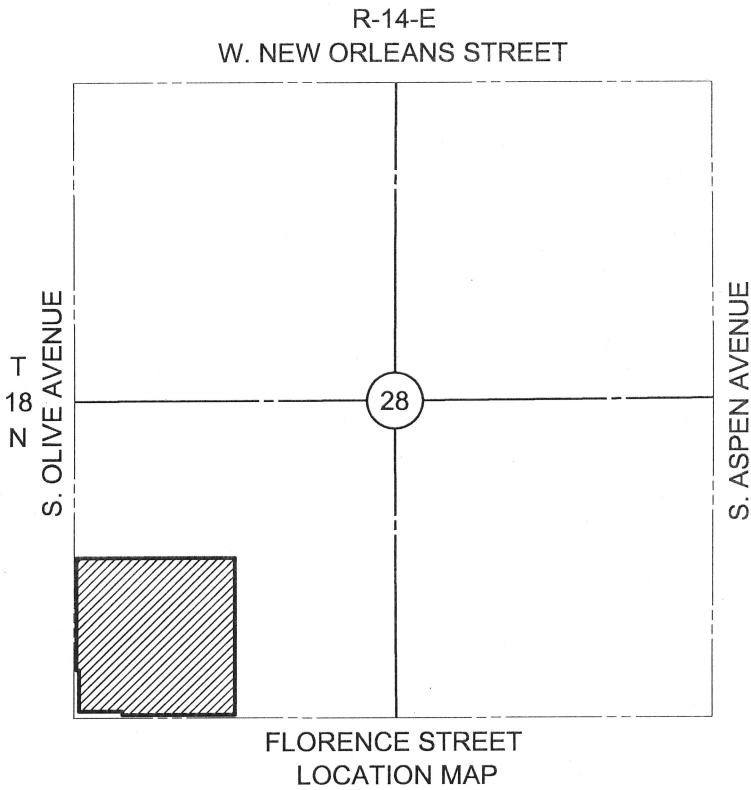 R-14-E
W. NEW ORLEANS STREET
S. OLIVE AVENUE
T
18
N
28
S. ASPEN AVENUE
FLORENCE STREET
LOCATION MAP